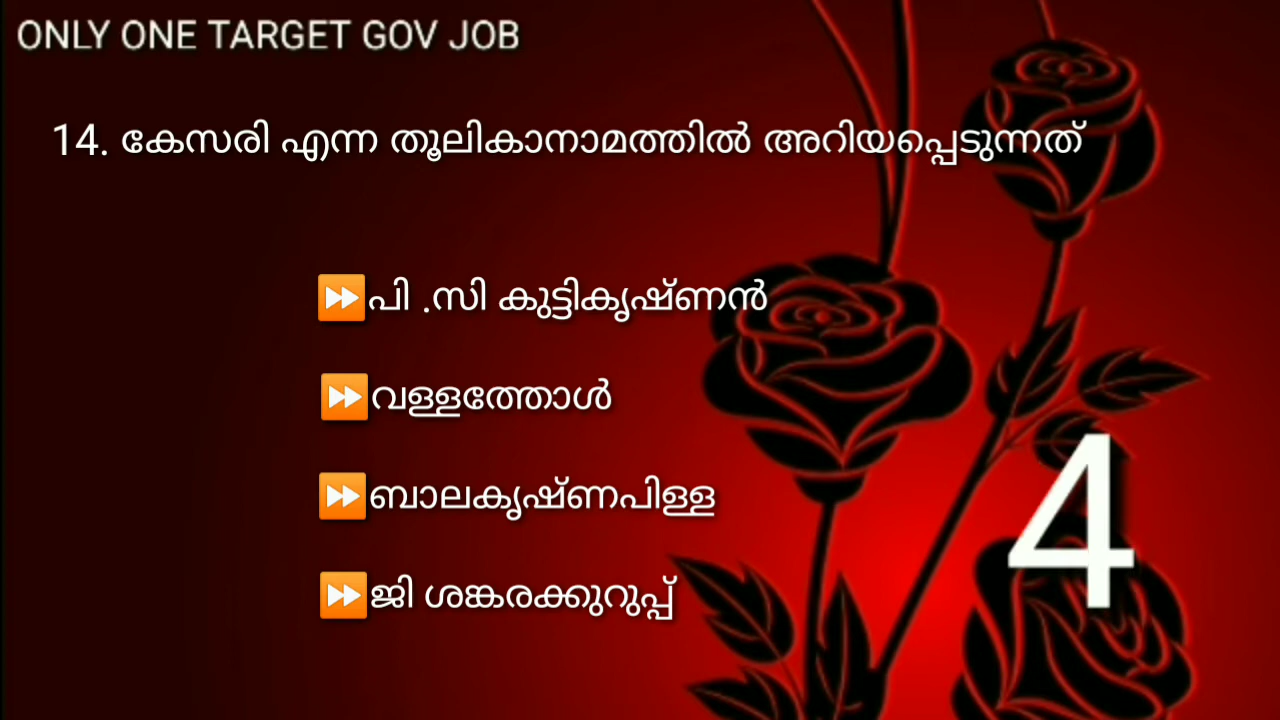 ONLY ONE TARGET GOV JOB
14. കേസരി എന്ന തൂലികാനാമത്തിൽ അറിയപ്പെടുന്നത്
⏩പി .സി കുട്ടികൃഷ്ണൻ
⏩വള്ളത്തോൾ
⏩ബാലകൃഷ്ണപിള്ള
4
⏩ജി ശങ്കരക്കുറുപ്പ്